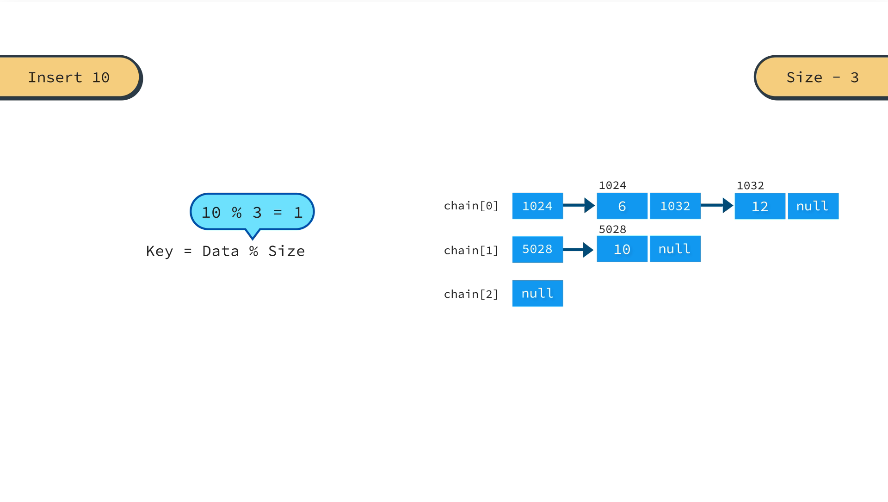 Insert 10
Size - 3
10 % 3 = 1
Key = Data % Size
1024 1032
chain[0] 1024 6 1032 12 null
5028
chain[1] 5028 10 null
chain[2] null